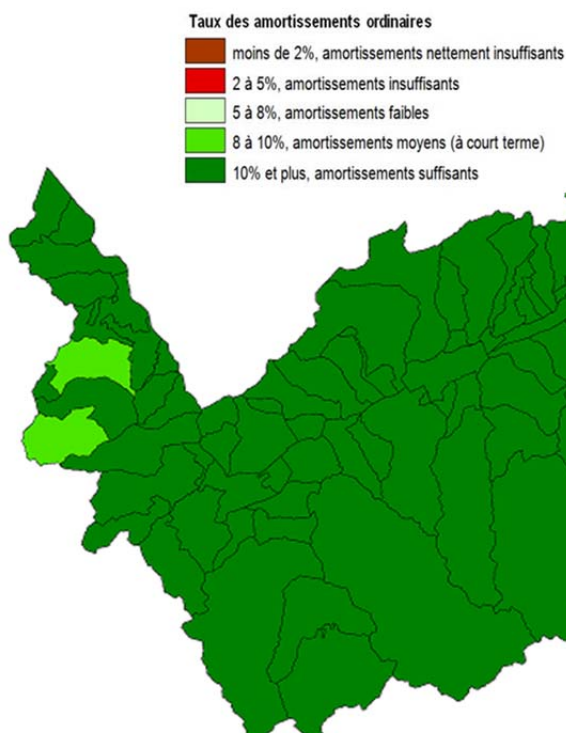 Taux des amortissements ordinaires
moins de 2%, amortissements nettement insuffisants
2 à 5%, amortissements insuffisants
5 à 8%, amortissements faibles
8 à 10%, amortissements moyens (à court terme)
10% et plus, amortissements suffisants